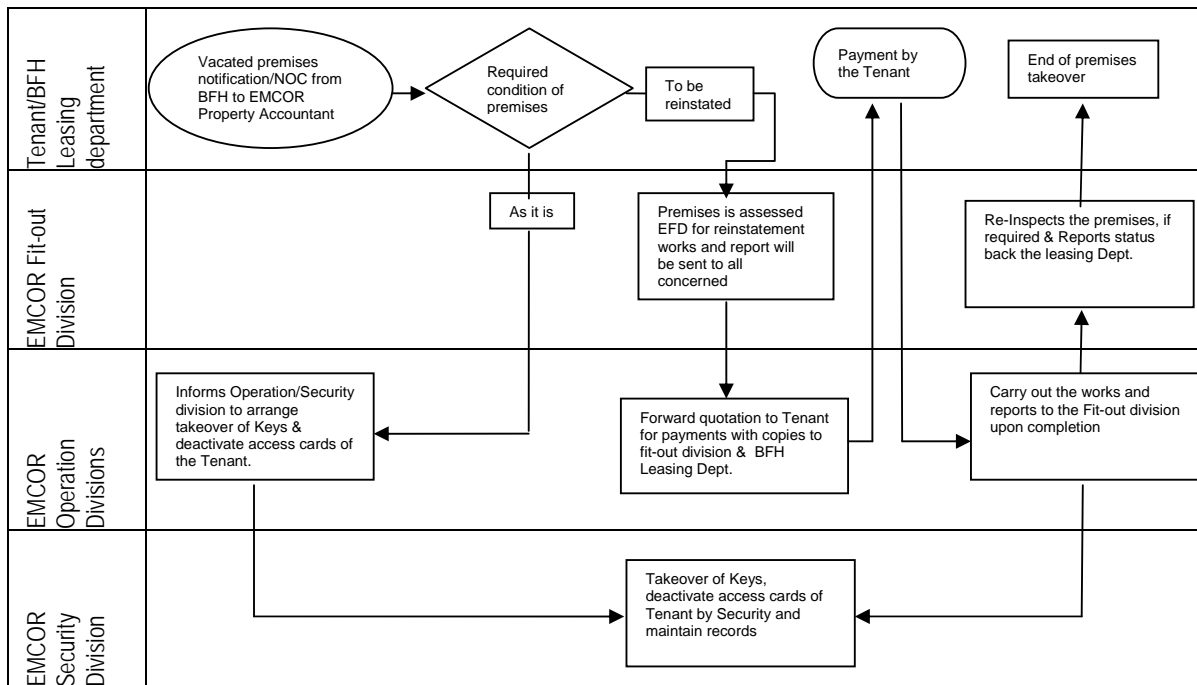 Tenant/BFH
Leasing
department
Vacated premises
notification/NOC from
BFH to EMCOR
Property Accountant
Required
condition of
premises
To be
reinstated
Payment by
the Tenant
End of premises
takeover
EMCOR Fit-out
Division
As it is
Premises is assessed
EFD for reinstatement
works and report will
be sent to all
concerned
Re-Inspects the premises, if
required & Reports status
back the leasing Dept.
EMCOR
Operation
Divisions
Informs Operation/Security
division to arrange
takeover of Keys &
deactivate access cards of
the Tenant.
Forward quotation to Tenant
for payments with copies to
fit-out division & BFH
Leasing Dept.
Carry out the works and
reports to the Fit-out division
upon completion
EMCOR
Security
Division
Takeover of Keys,
deactivate access cards of
Tenant by Security and
maintain records